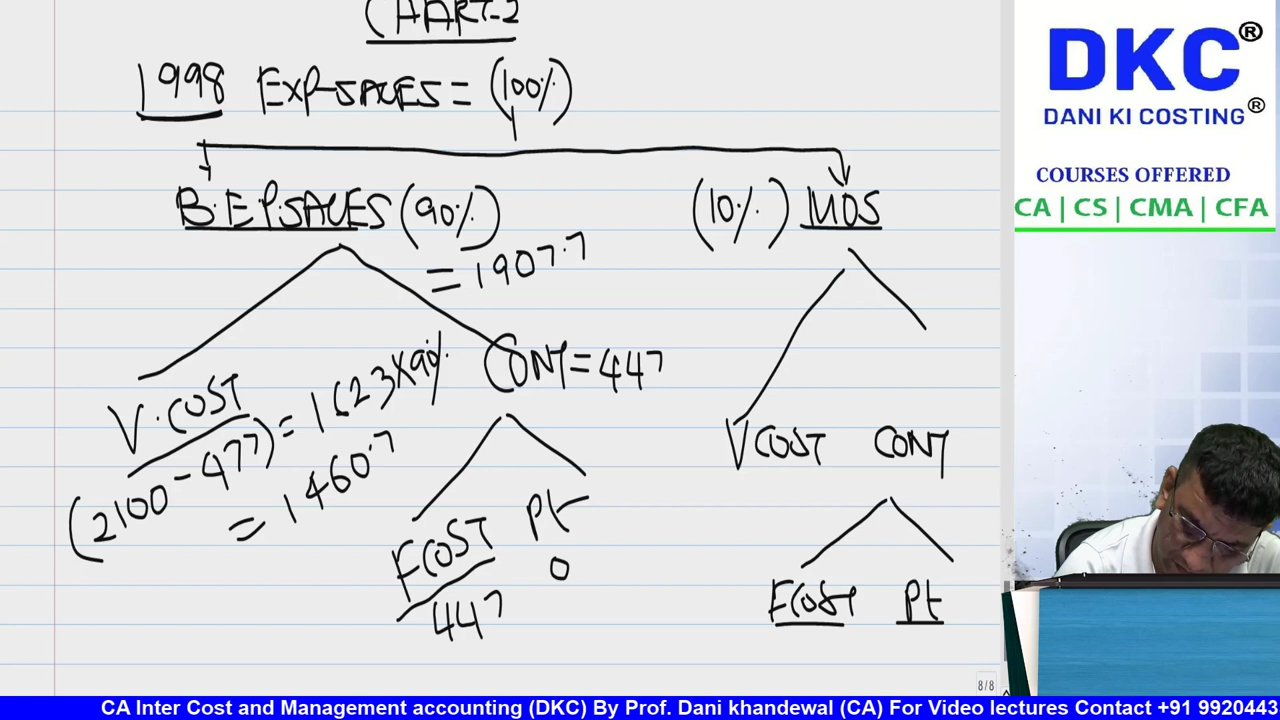 CHART-2
1998 EXP-SALES = (100%)
B.E.P.SALES (90%)
= 1907.7
(10%) MOS
V.COST
(2100-477) = 1623X90%
= 1460.7
CONT = 447
FCOST
447
Pt
0
VCOST CONT
FCost Pt
8/8
DKC®
DANI KI COSTING®
COURSES OFFERED
CA | CS | CMA | CFA
CA Inter Cost and Management accounting (DKC) By Prof. Dani khandewal (CA) For Video lectures Contact +91 9920443